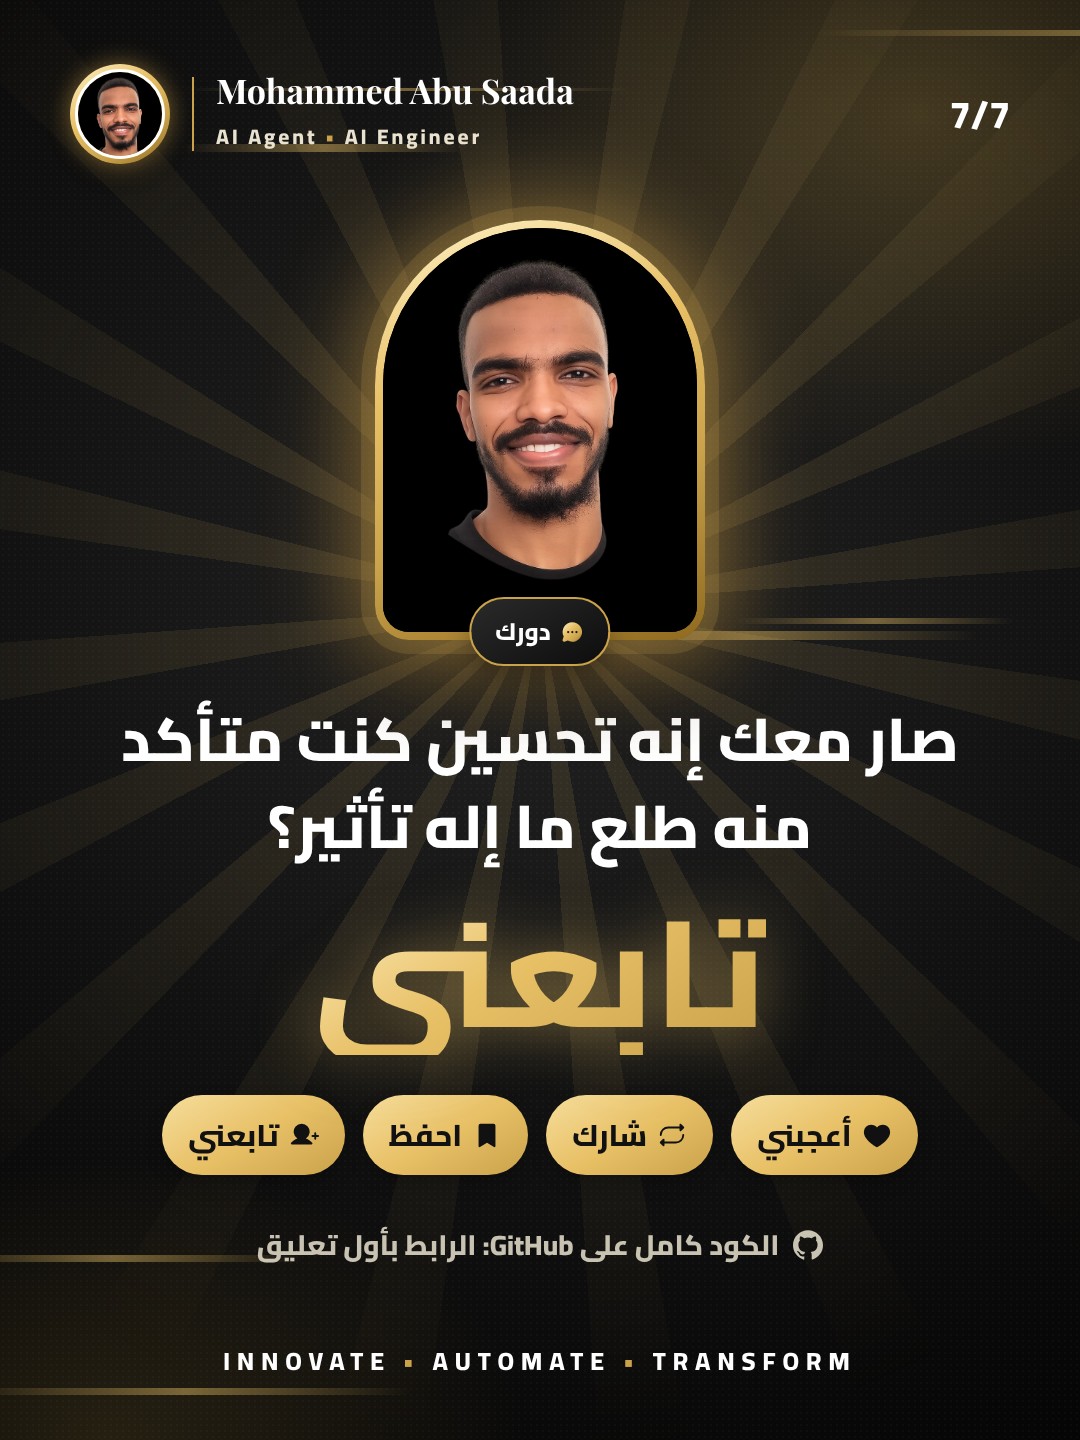 Mohammed Abu Saada
AI Agent ▪ AI Engineer
7/7
دورك
صار معك إنه تحسين كنت متأكد
منه طلع ما إله تأثير؟
تابعني
أعجبني
شارك
احفظ
تابعني
الكود كامل على GitHub: الرابط بأول تعليق
INNOVATE ▪ AUTOMATE ▪ TRANSFORM